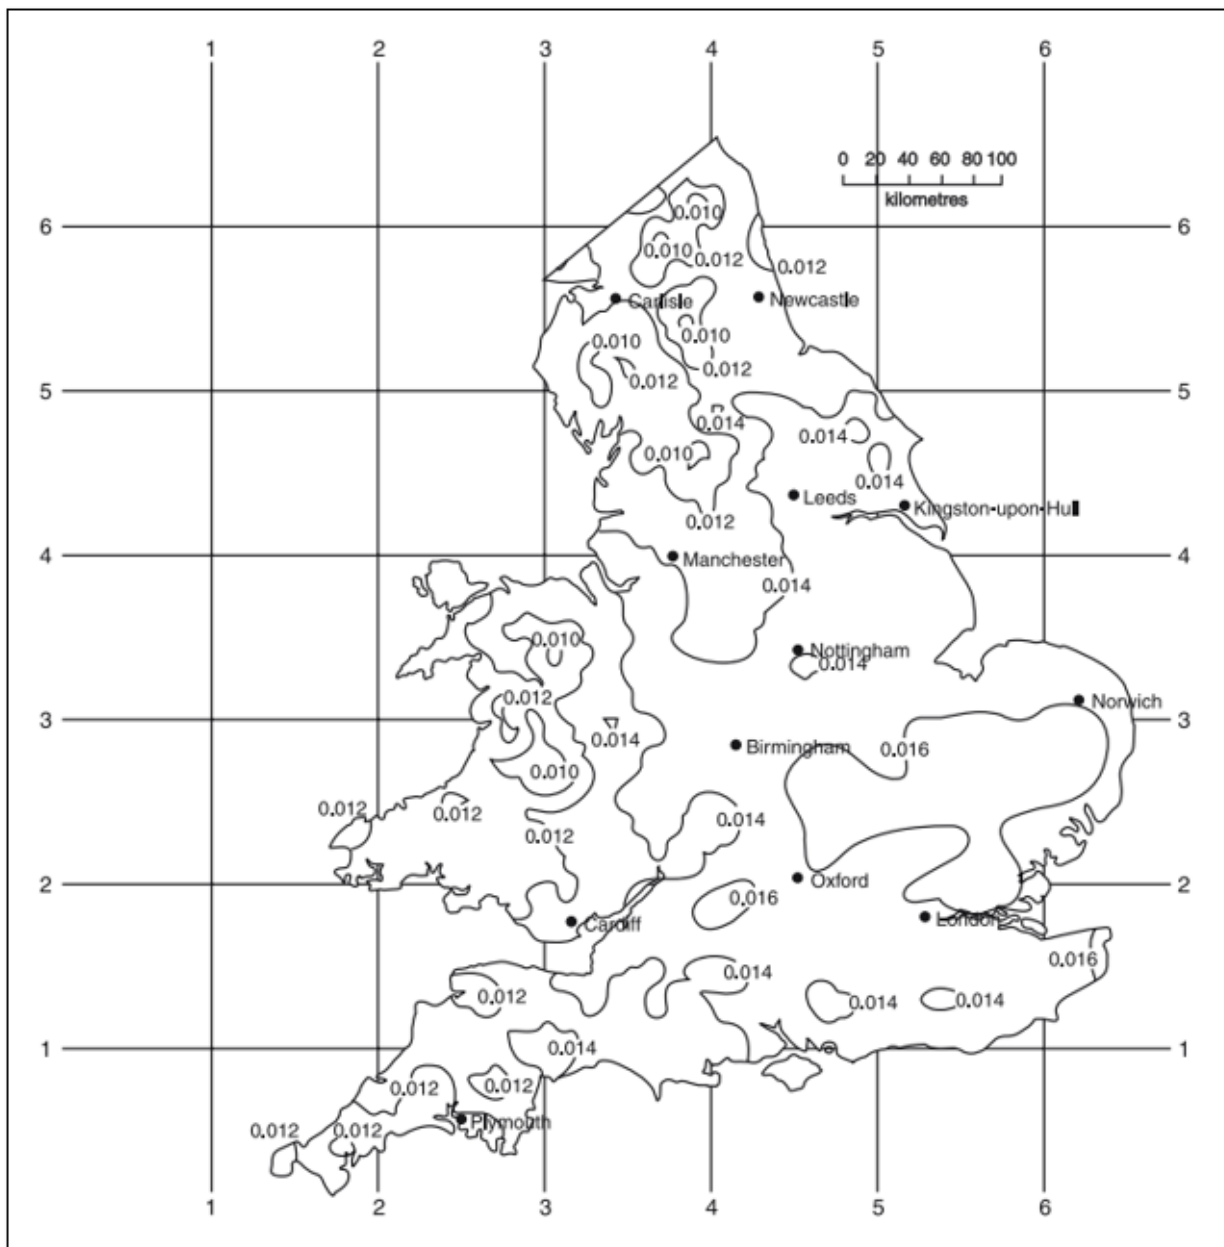 1 2 3 4 5 6
0 20 40 60 80 100
kilometres
0.010
6 6
0.010 0.012 0.012
Carlisle Newcastle
0.010 0.010
0.012 0.012
5 5
0.014
0.014
0.010
0.014
Leeds
Kingston-upon-Hull
0.012
4 Manchester 4
0.014
0.010
Nottingham
0.014
0.012 Norwich
3 3
0.014 Birmingham 0.016
0.010
0.012 0.012 0.014
0.012
2 Oxford 2
0.016
Cardiff London
0.016
0.014
0.012 0.014 0.014
1 0.014 1
0.012 0.012
Plymouth
0.012 0.012
1 2 3 4 5 6